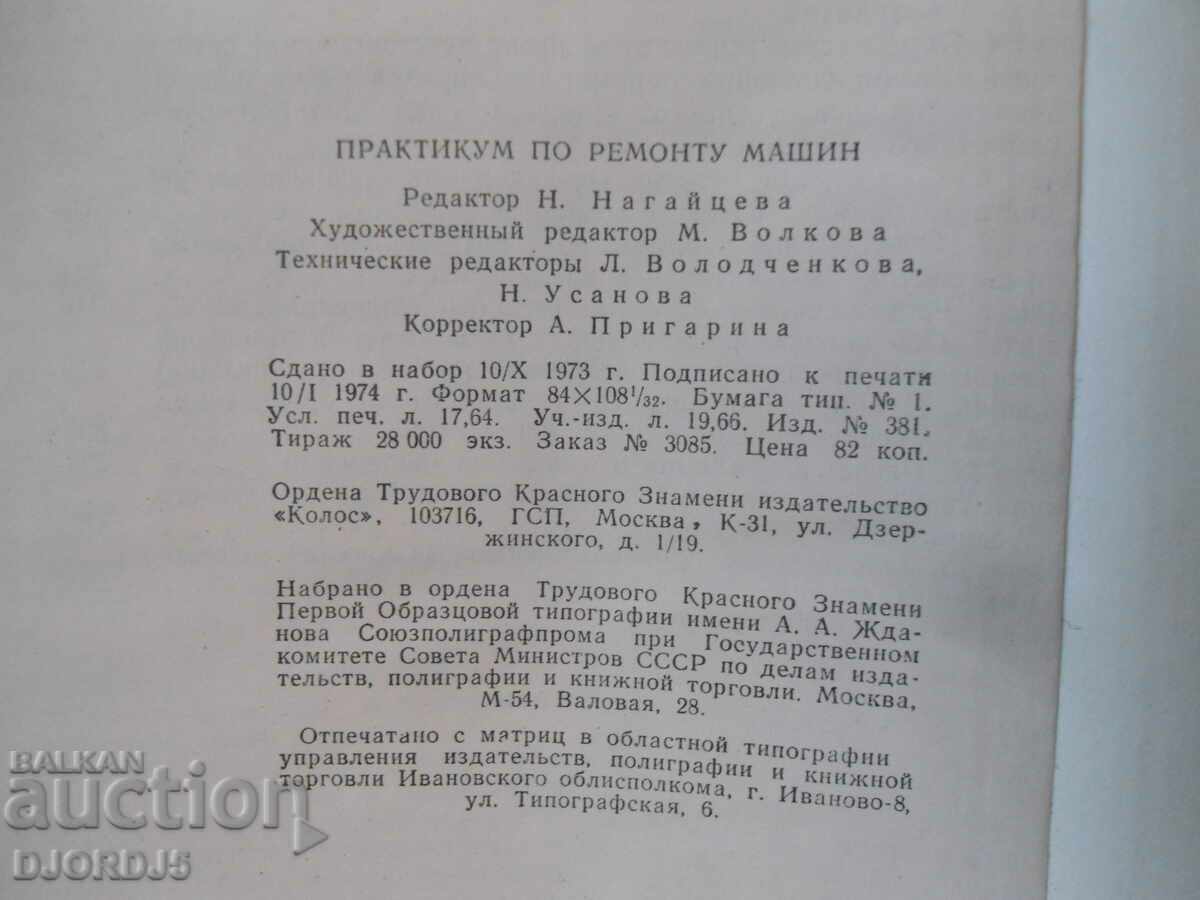 ПРАКТИКУМ ПО РЕМОНТУ МАШИН
Редактор Н. Нагайцева
Художественный редактор М. Волкова
Технические редакторы Л. Володченкова,
Н. Усанова
Корректор А. Пригарина
Сдано в набор 10/X 1973 г. Подписано к печати
10/I 1974 г. Формат 84×108¹/₃₂. Бумага тип. № 1.
Усл. печ. л. 17,64. Уч.-изд. л. 19,66. Изд. № 381.
Тираж 28 000 экз. Заказ № 3085. Цена 82 коп.
Ордена Трудового Красного Знамени издательство
«Колос», 103716, ГСП, Москва, К-31, ул. Дзер-
жинского, д. 1/19.
Набрано в ордена Трудового Красного Знамени
Первой Образцовой типографии имени А. А. Жда-
нова Союзполиграфпрома при Государственном
комитете Совета Министров СССР по делам изда-
тельств, полиграфии и книжной торговли. Москва,
М-54, Валовая, 28.
Отпечатано с матриц в областной типографии
управления издательств, полиграфии и книжной
торговли Ивановского облисполкома, г. Иваново-8,
ул. Типографская, 6.
BALKAN
auction
DJORDJ5